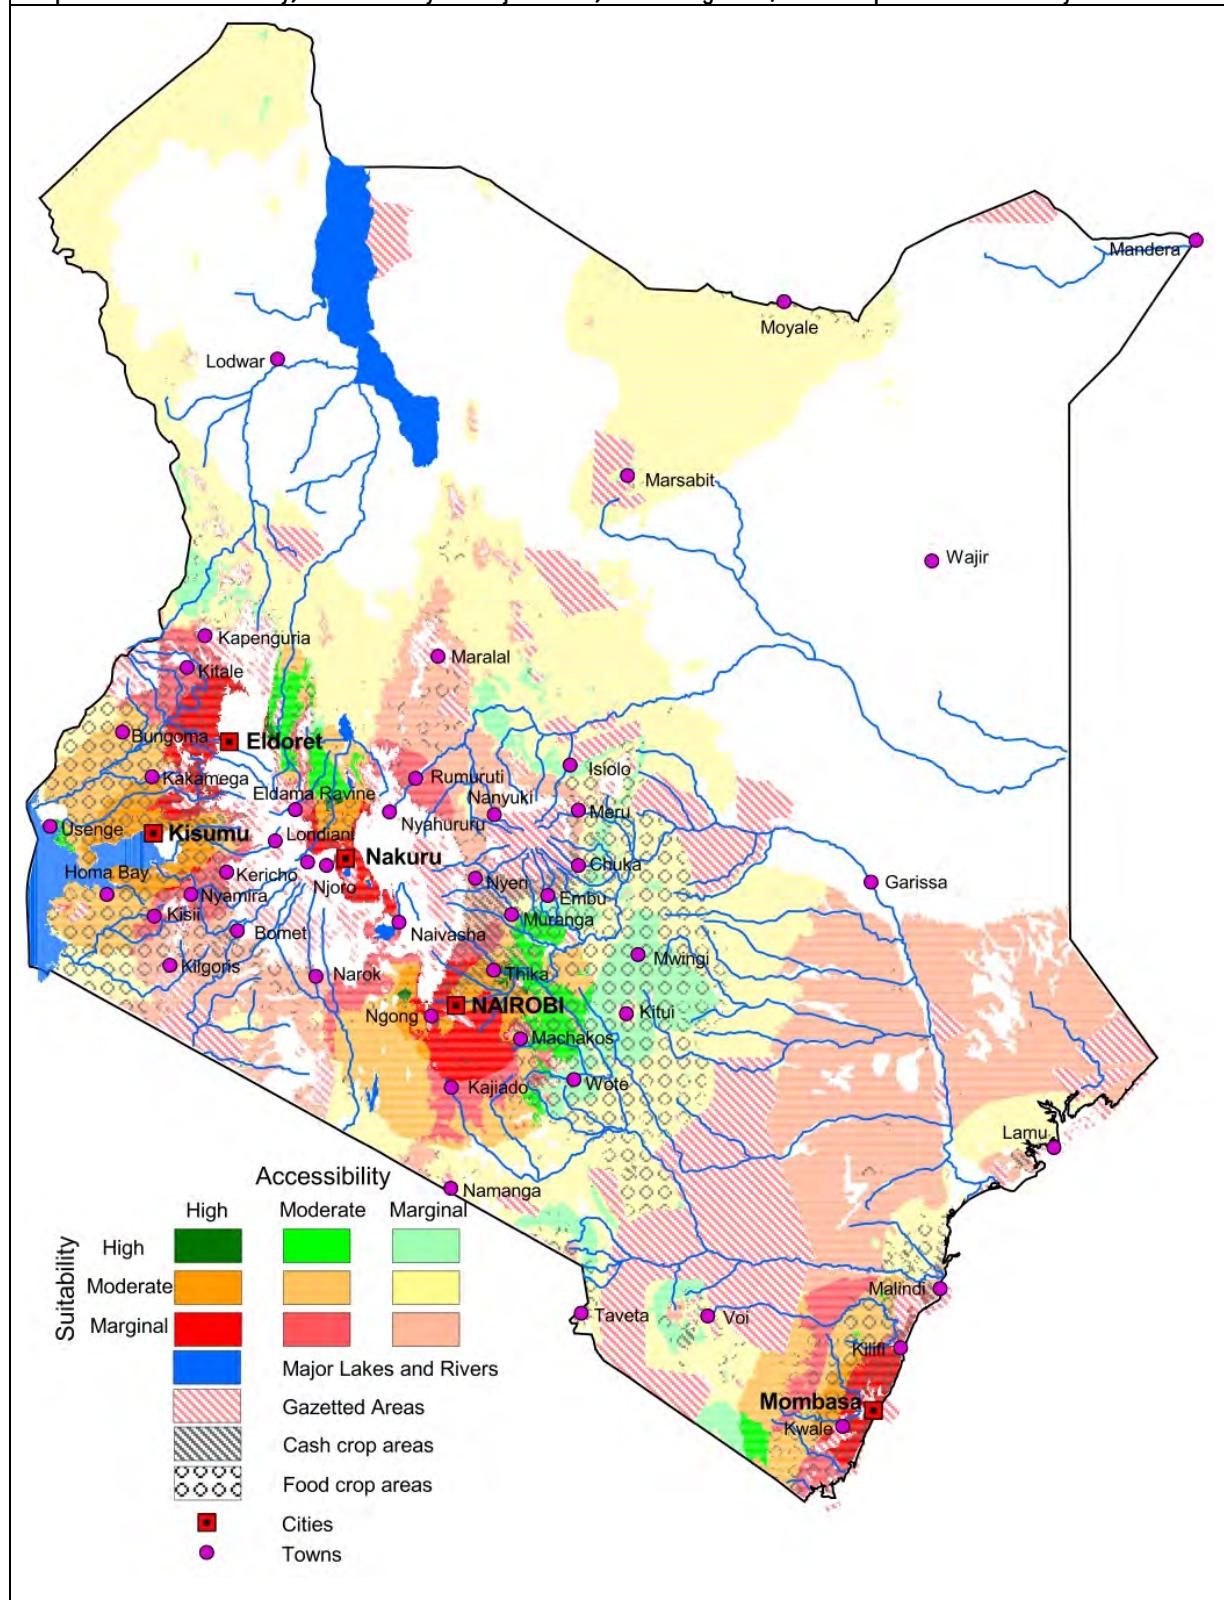 Mandera
Moyale
Lodwar
Marsabit
Wajir
Kapenguria
Maralal
Kitale
Bungoma
Eldoret
Isiolo
Kakamega
Rumuruti
Eldama Ravine
Nanyuki
Meru
Usenge
Kisumu
Nyahururu
Londiani
Nakuru
Chuka
Homa Bay
Kericho
Njoro
Nyeri
Garissa
Nyamira
Embu
Kisii
Muranga
Bomet
Naivasha
Mwingi
Kilgoris
Narok
Thika
NAIROBI
Ngong
Kitui
Machakos
Kajiado
Wote
Lamu
Namanga
Malindi
Taveta
Voi
Kilifi
Mombasa
Kwale
Accessibility
High Moderate Marginal
Suitability
High
Moderate
Marginal
Major Lakes and Rivers
Gazetted Areas
Cash crop areas
Food crop areas
Cities
Towns